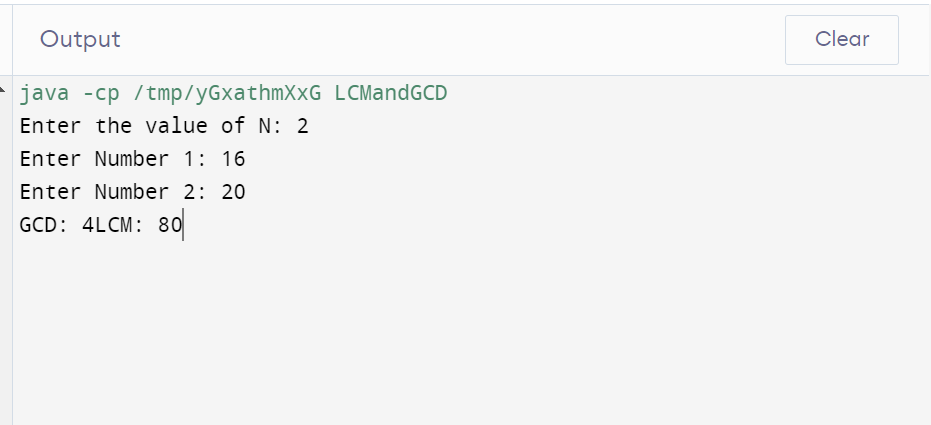 Output
Clear
java -cp /tmp/yGxathmXxG LCMandGCD
Enter the value of N: 2
Enter Number 1: 16
Enter Number 2: 20
GCD: 4LCM: 80